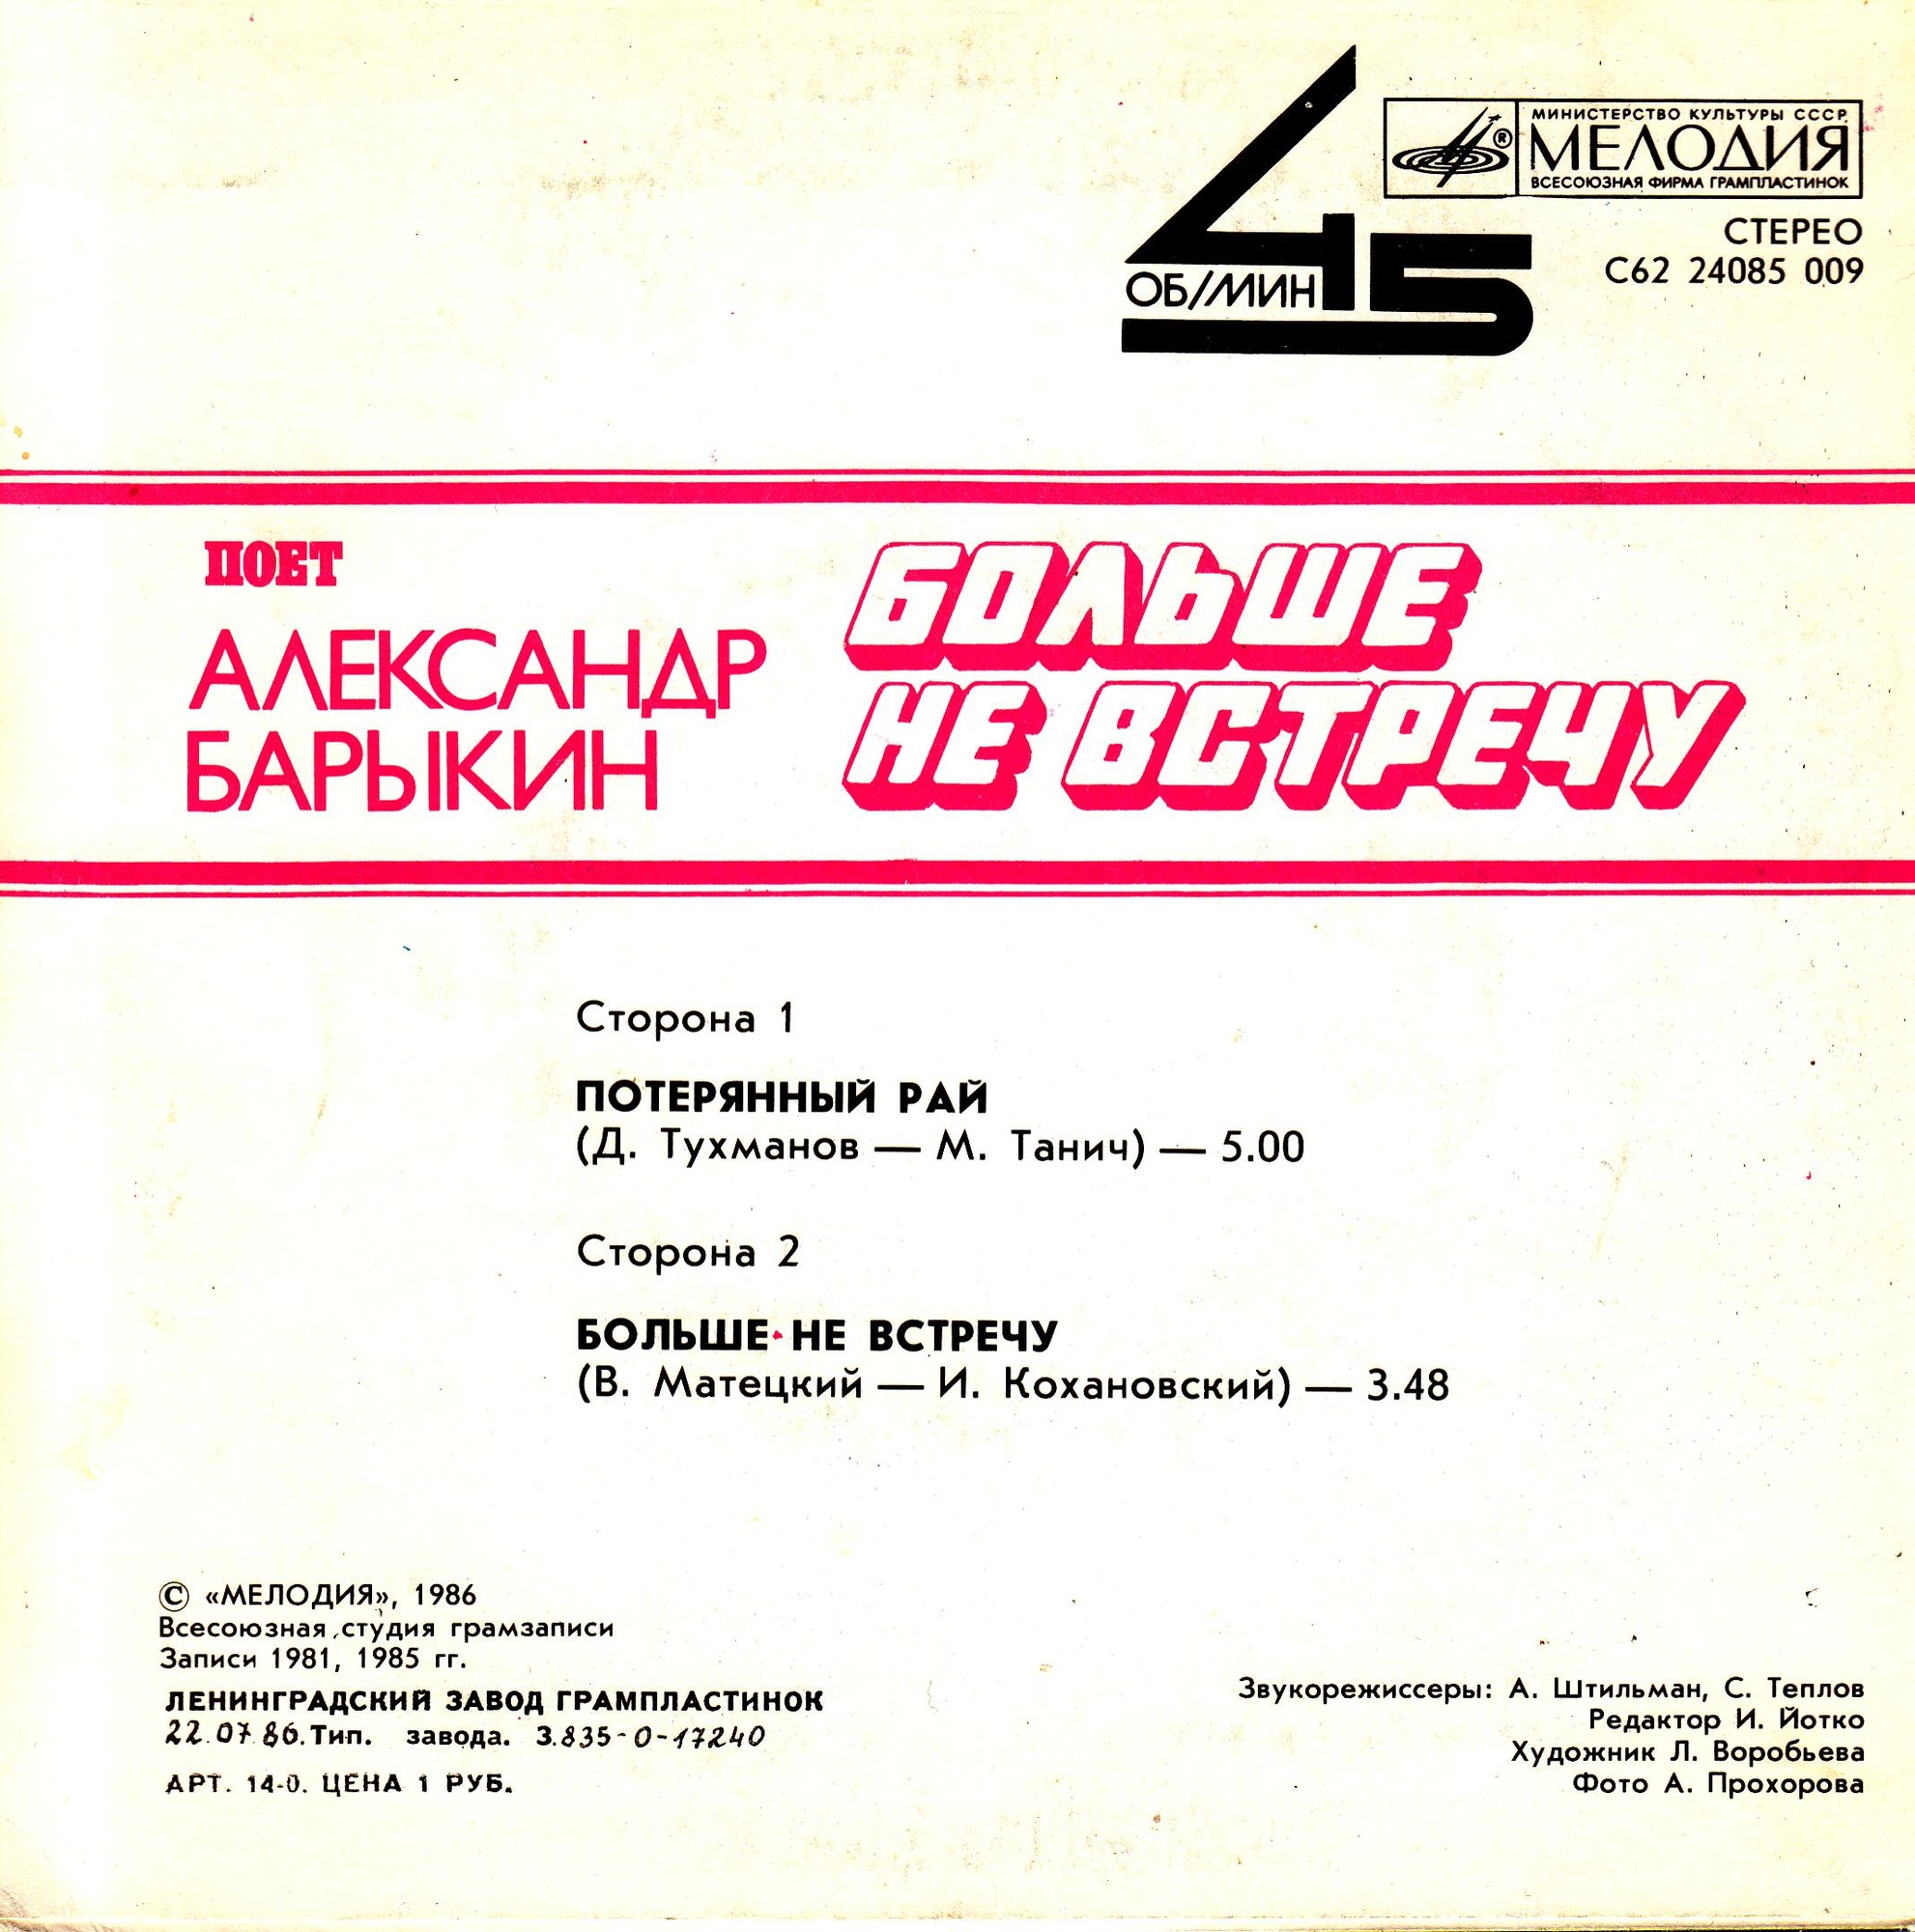 45
ОБ/МИН
МИНИСТЕРСТВО КУЛЬТУРЫ СССР
МЕЛОДИЯ
ВСЕСОЮЗНАЯ ФИРМА ГРАМПЛАСТИНОК
®
СТЕРЕО
С62 24085 009
ПОЕТ
АЛЕКСАНДР
БАРЫКИН
БОЛЬШЕ
НЕ ВСТРЕЧУ
Сторона 1
ПОТЕРЯННЫЙ РАЙ
(Д. Тухманов — М. Танич) — 5.00
Сторона 2
БОЛЬШЕ НЕ ВСТРЕЧУ
(В. Матецкий — И. Кохановский) — 3.48
© «МЕЛОДИЯ», 1986
Всесоюзная студия грамзаписи
Записи 1981, 1985 гг.
ЛЕНИНГРАДСКИЙ ЗАВОД ГРАМПЛАСТИНОК
22.07.86. Тип. завода. З.835-0-17240
АРТ. 14-0. ЦЕНА 1 РУБ.
Звукорежиссеры: А. Штильман, С. Теплов
Редактор И. Йотко
Художник Л. Воробьева
Фото А. Прохорова